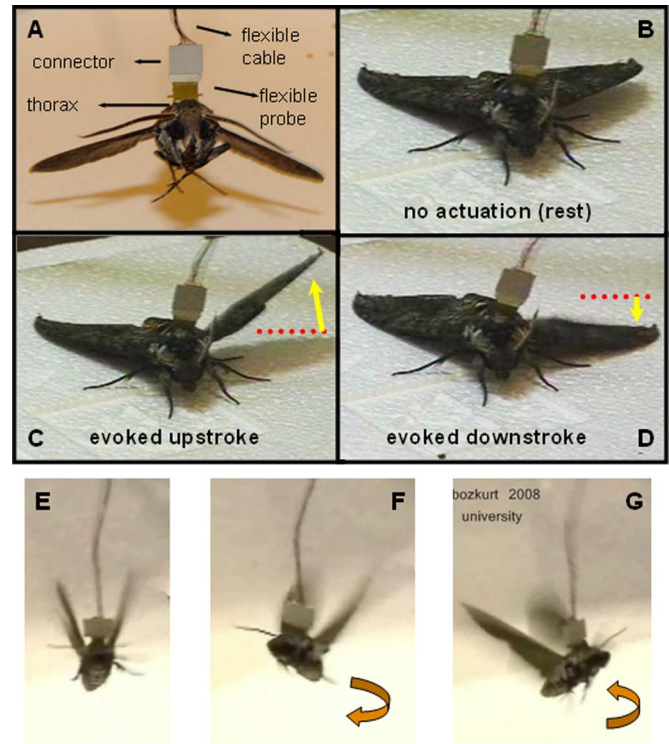 A
flexible
cable
connector
thorax
flexible
probe
B
no actuation (rest)
C
evoked upstroke
evoked downstroke
D
E
F
bozkurt 2008
university
G